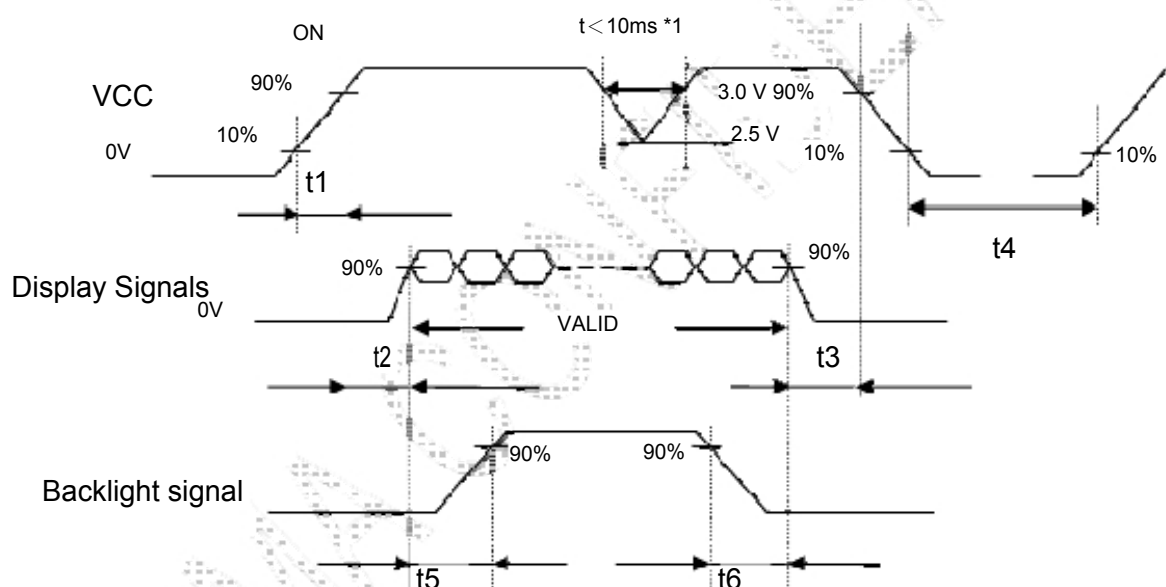 ON
t＜10ms *1
90%
VCC
3.0 V 90%
2.5 V
10%
0V
10%
10%
t1
t4
90%
90%
Display Signals
0V
VALID
t2
t3
90%
90%
Backlight signal
t5
t6